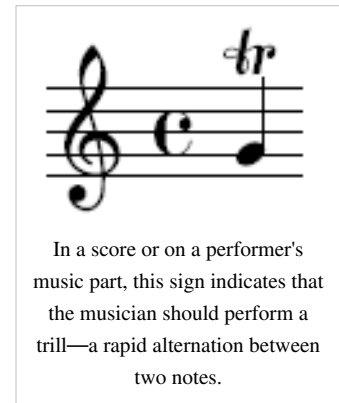 tr
In a score or on a performer's
music part, this sign indicates that
the musician should perform a
trill—a rapid alternation between
two notes.